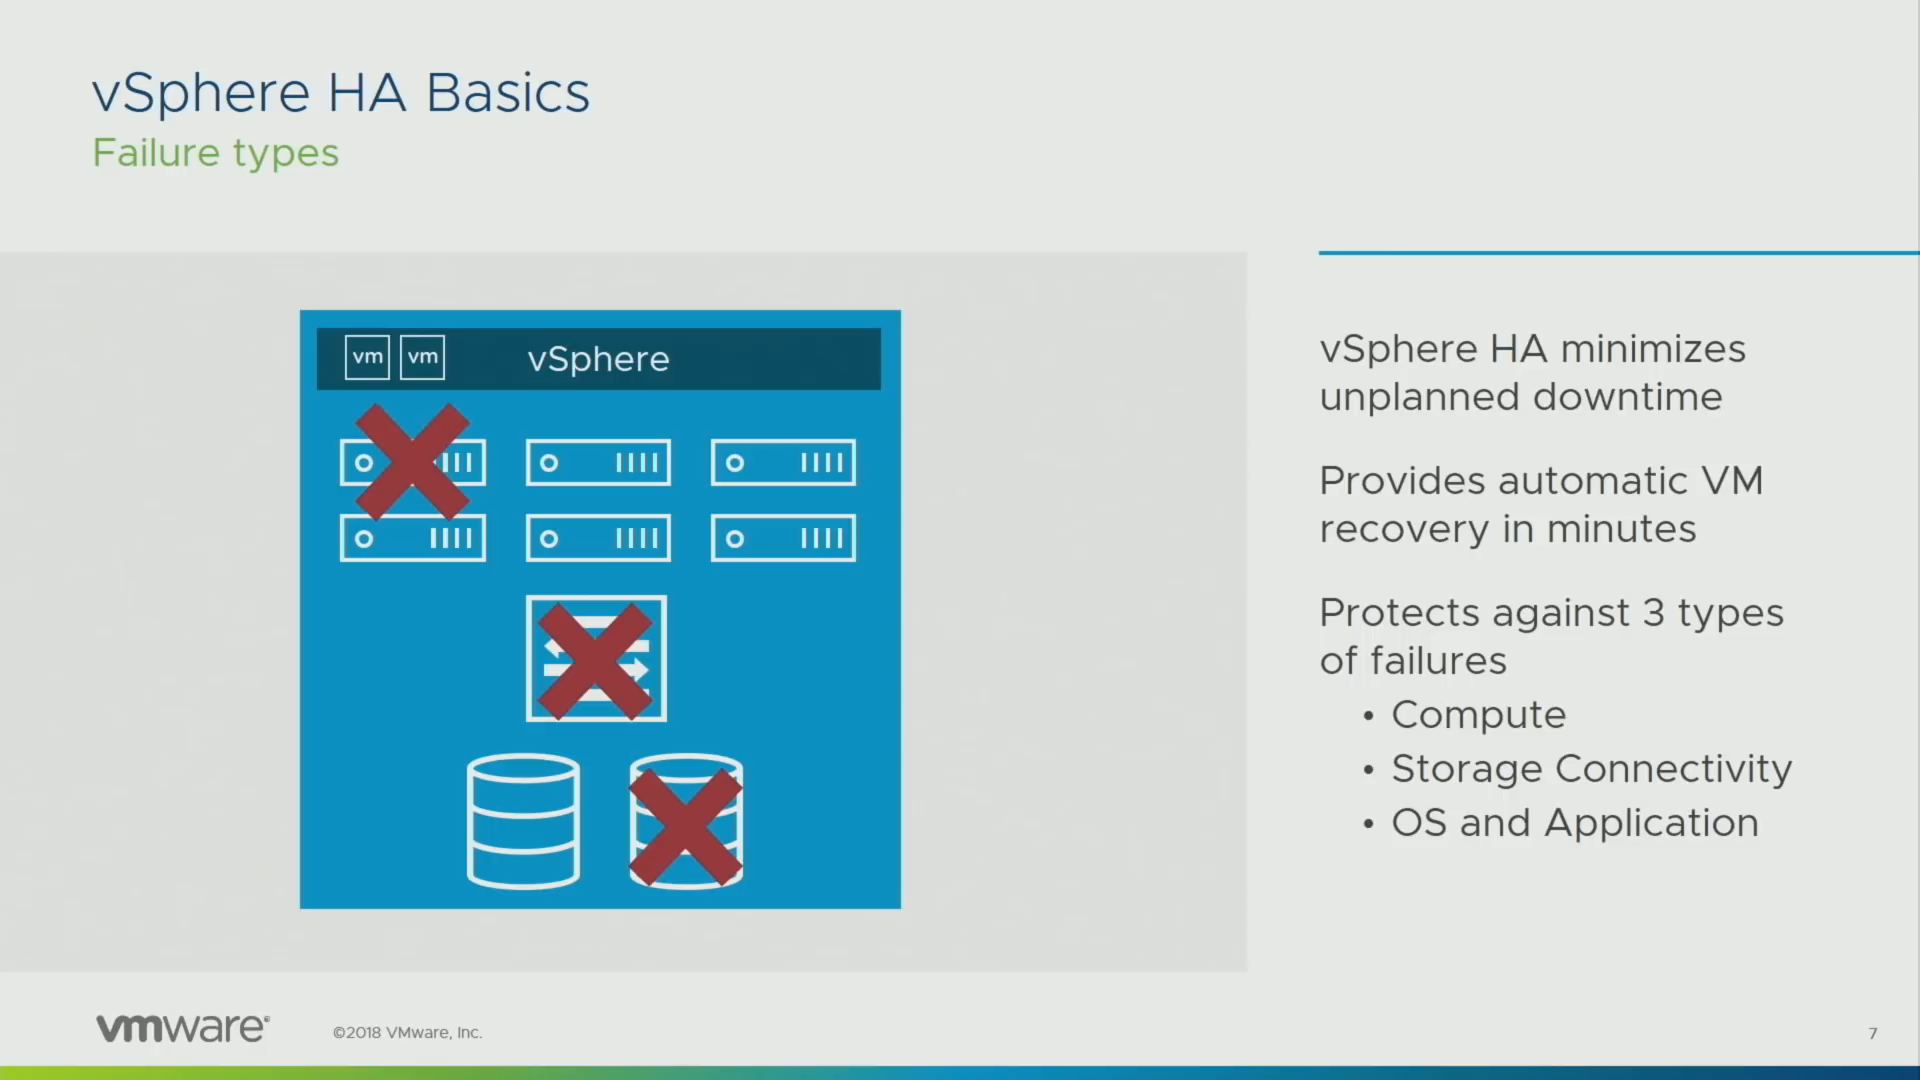 vSphere HA Basics
Failure types
vm vm vSphere
vSphere HA minimizes
unplanned downtime
Provides automatic VM
recovery in minutes
Protects against 3 types
of failures
• Compute
• Storage Connectivity
• OS and Application
vmware®
©2018 VMware, Inc.
7